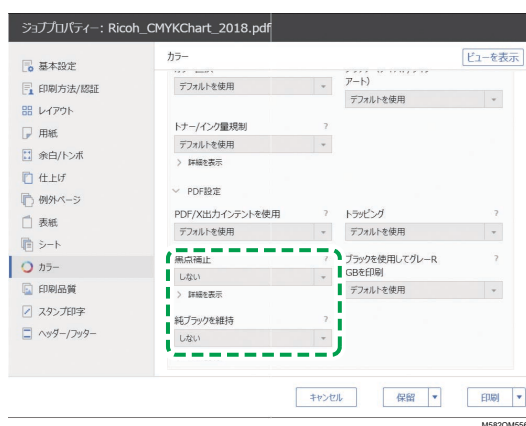 ジョブプロパティー: Ricoh_CMYKChart_2018.pdf
基本設定
印刷方法/認証
レイアウト
用紙
余白/トンボ
仕上げ
例外ページ
表紙
シート
カラー
印刷品質
スタンプ印字
ヘッダー/フッター
カラー
ビューを表示
デフォルトを使用
アート)
デフォルトを使用
トナー/インク量規制 ?
デフォルトを使用
> 詳細を表示
PDF設定
PDF/X出力インテントを使用 ?
デフォルトを使用
トラッピング ?
デフォルトを使用
黒点補正 ?
しない
> 詳細を表示
ブラックを使用してグレーR ?
GBを印刷
デフォルトを使用
純ブラックを維持 ?
しない
キャンセル
保留
印刷